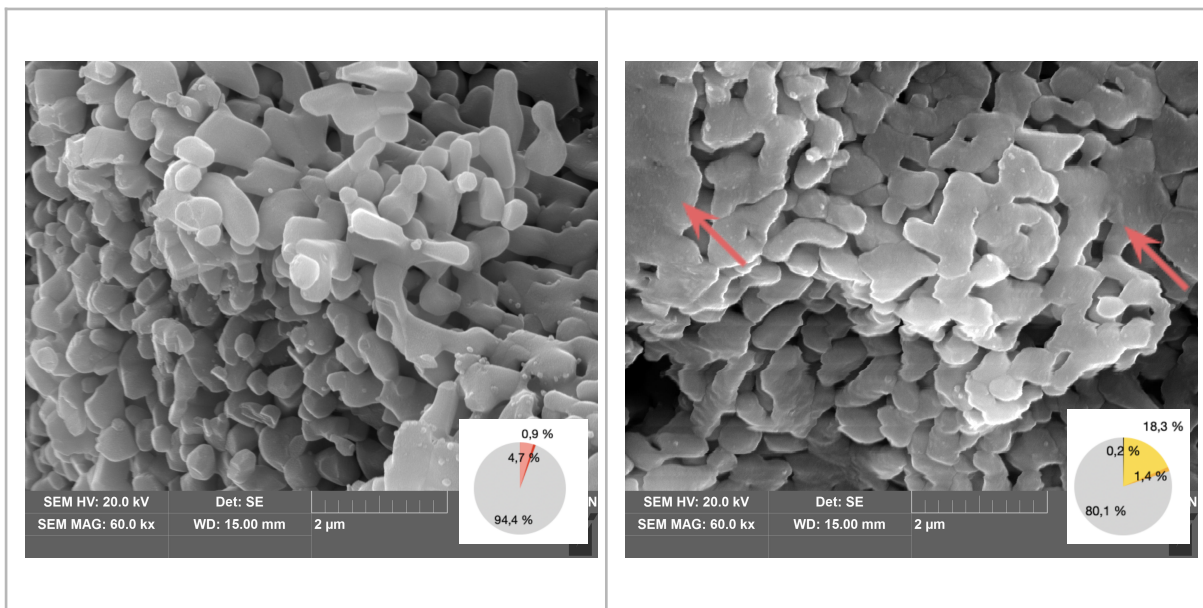 0,9 %
4,7 %
94,4 %
SEM HV: 20.0 kV Det: SE N
SEM MAG: 60.0 kx WD: 15.00 mm 2 µm
18,3 %
0,2 %
1,4 %
80,1 %
SEM HV: 20.0 kV Det: SE N
SEM MAG: 60.0 kx WD: 15.00 mm 2 µm